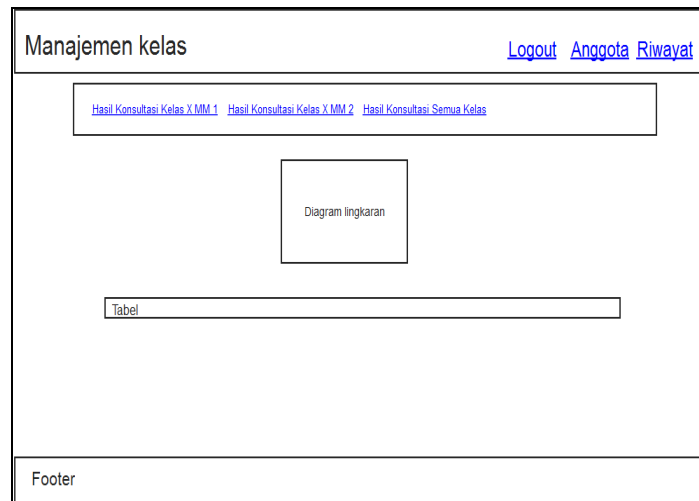 Manajemen kelas
Logout Anggota Riwayat
Hasil Konsultasi Kelas X MM 1 Hasil Konsultasi Kelas X MM 2 Hasil Konsultasi Semua Kelas
Diagram lingkaran
Tabel
Footer